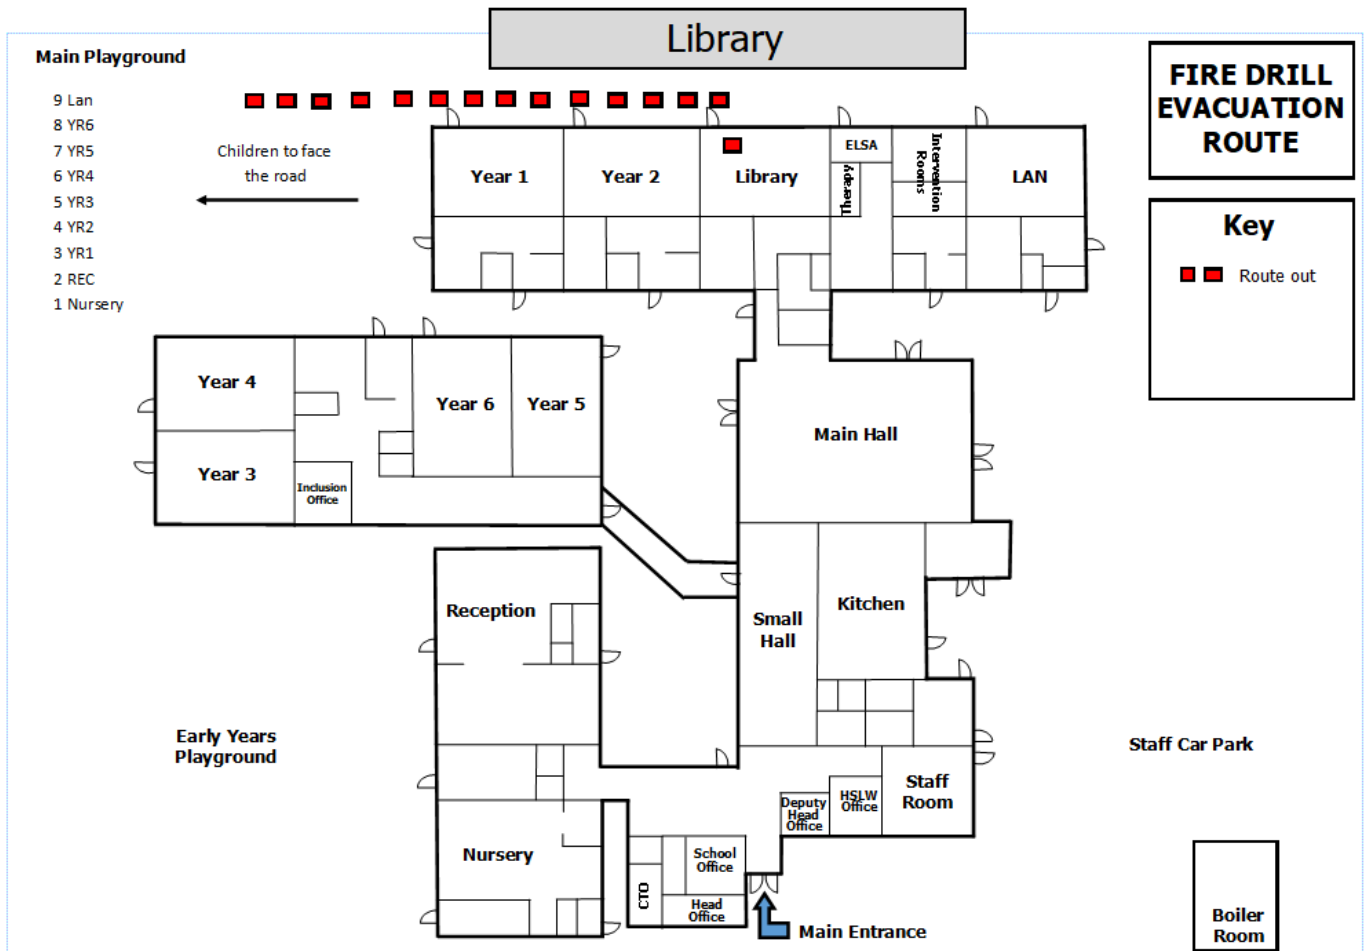 Library
Main Playground
9 Lan
8 YR6
7 YR5
6 YR4
5 YR3
4 YR2
3 YR1
2 REC
1 Nursery
Children to face
the road
FIRE DRILL
EVACUATION
ROUTE
Key
Route out
Year 1
Year 2
Library
ELSA
Therapy
Intervention
Rooms
LAN
Year 4
Year 3
Inclusion
Office
Year 6
Year 5
Main Hall
Reception
Small
Hall
Kitchen
Early Years
Playground
Staff Car Park
Deputy
Head
Office
HSLW
Office
Staff
Room
Nursery
CTO
School
Office
Head
Office
Main Entrance
Boiler
Room